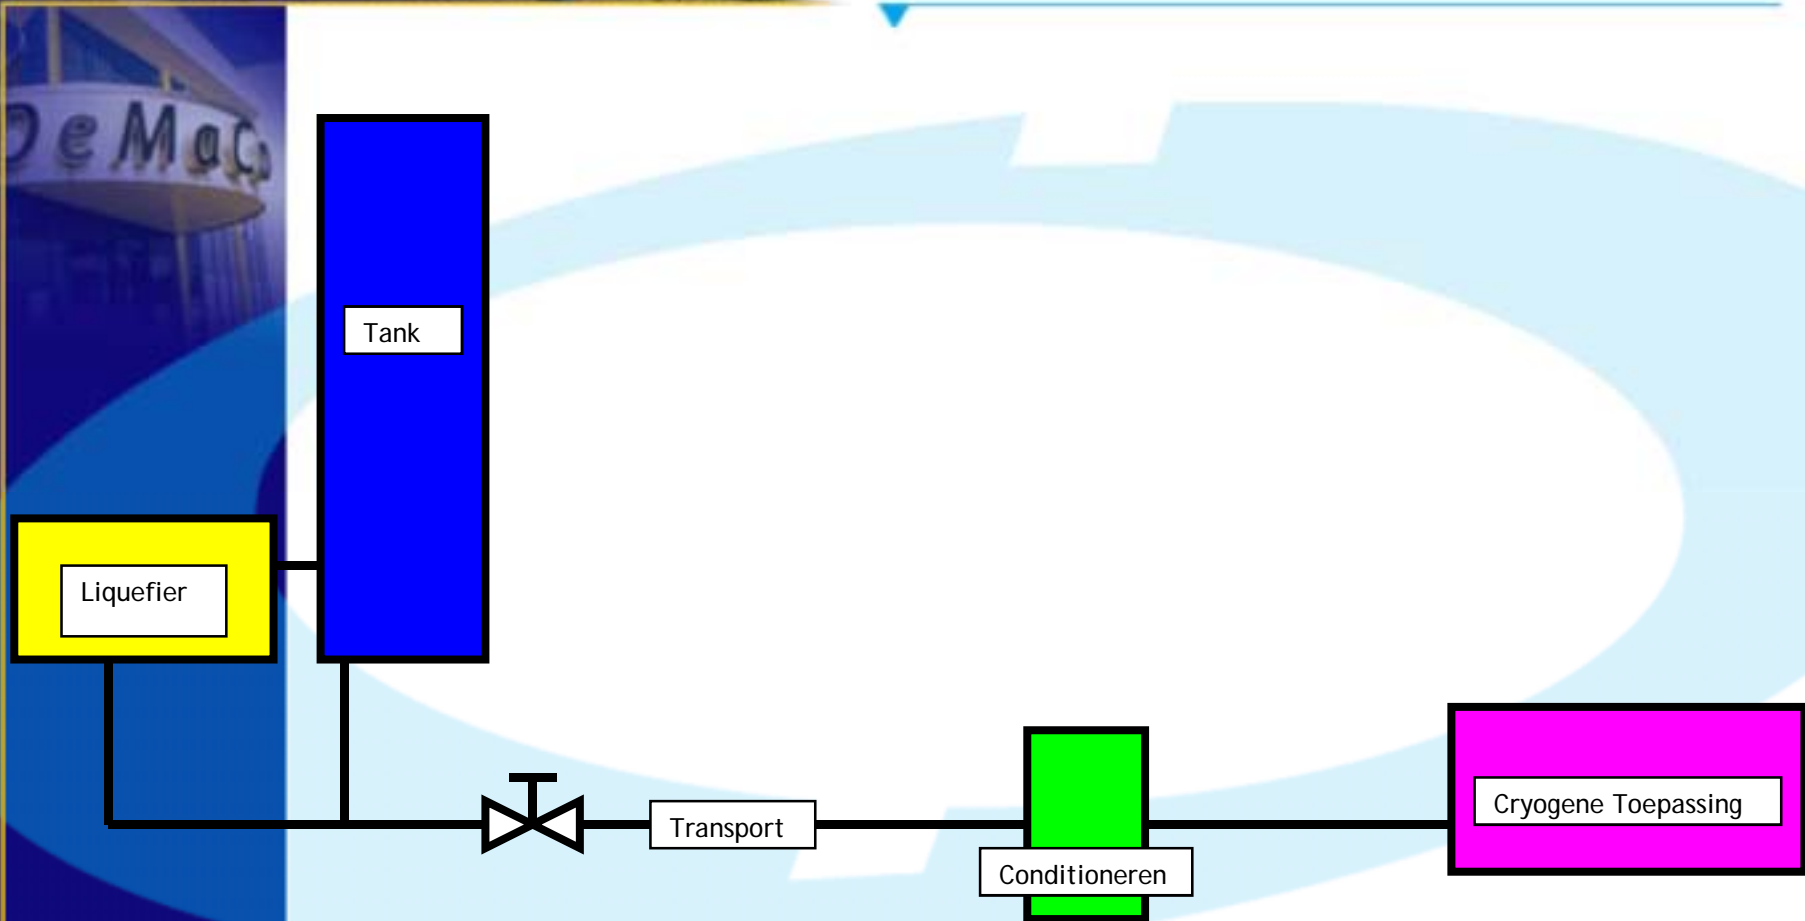 DeMaCo
Tank
Liquefier
Transport
Cryogene Toepassing
Conditioneren